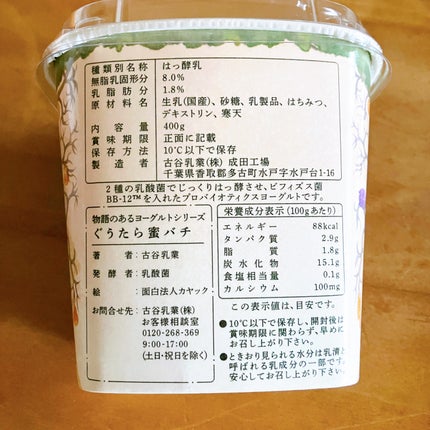 種類別名称 はっ酵乳
無脂乳固形分 8.0%
乳脂肪分 1.8%
原材料名 生乳(国産)、砂糖、乳製品、はちみつ、
デキストリン、寒天
内容量 400g
賞味期限 正面に記載
保存方法 10℃以下で保存
製造者 古谷乳業(株) 成田工場
千葉県香取郡多古町水戸字水戸台1-16
2種の乳酸菌でじっくりはっ酵させ、ビフィズス菌
BB-12™を入れたプロバイオティクスヨーグルトです。
物語のあるヨーグルトシリーズ
ぐうたら蜜バチ
著者:古谷乳業
発酵者:乳酸菌
絵:面白法人カヤック
お問合せ先:古谷乳業(株)
お客様相談室
0120-268-369
9:00-17:00
(土・日・祝日を除く)
栄養成分表示(100gあたり)
エネルギー 88kcal
タンパク質 2.9g
脂質 1.8g
炭水化物 15.1g
食塩相当量 0.1g
カルシウム 100mg
この表示値は、目安です。
●10℃以下で保存し、開封後は
賞味期限に関わらず、早めに
お召し上がり下さい。
●ときおり見られる水分は乳清と
呼ばれる乳成分の一部です。
安心してお召し上がり下さい。